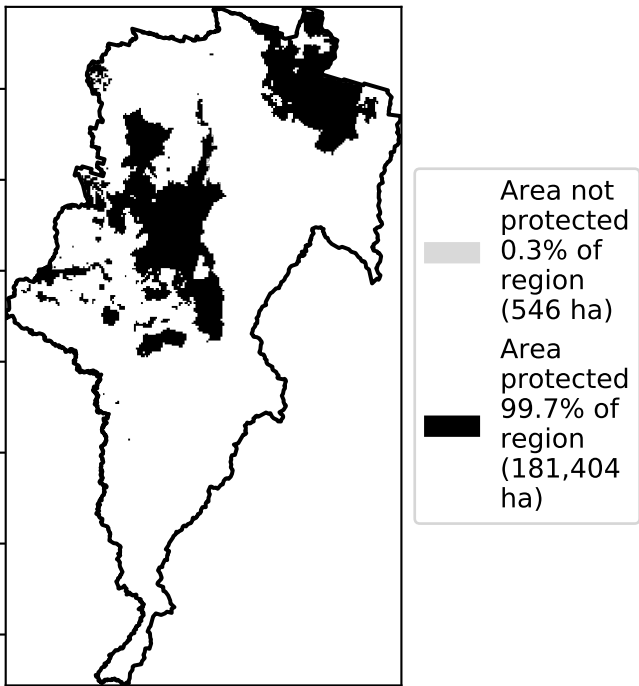 Area not
protected
0.3% of
region
(546 ha)
Area
protected
99.7% of
region
(181,404
ha)